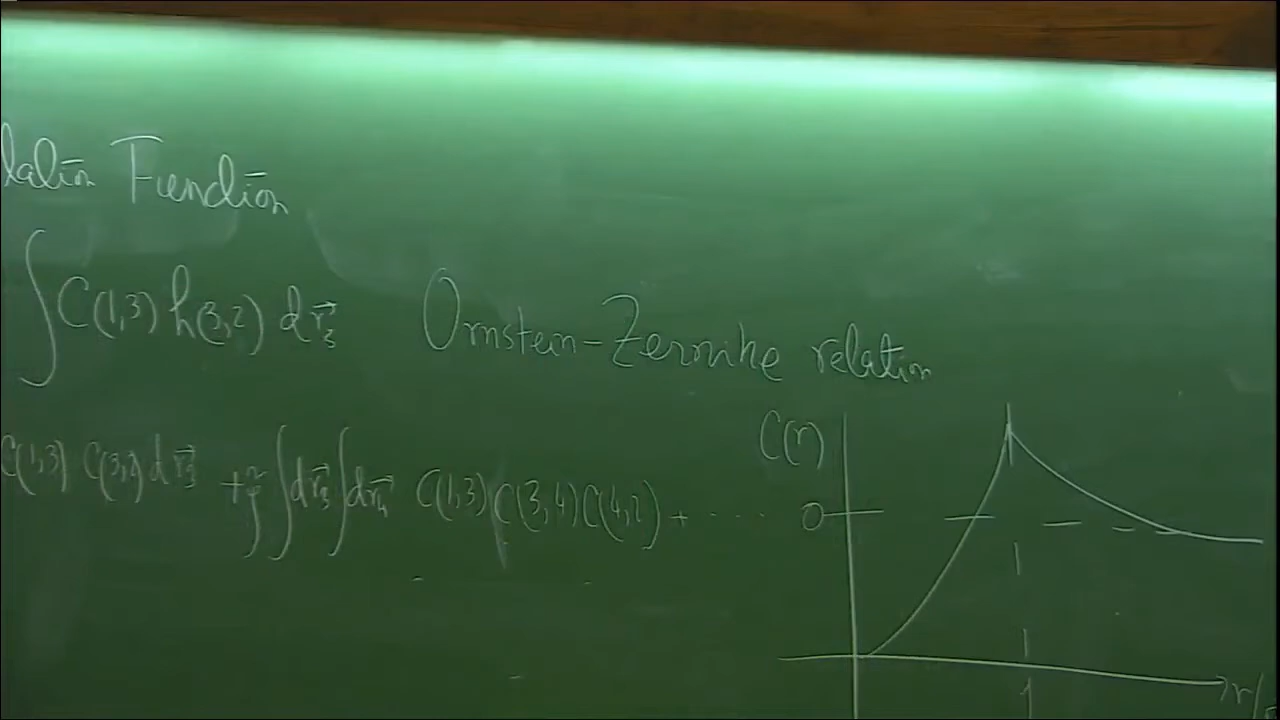 lation Function
∫ C(1,3) h(3,2) dr⃗₃ Ornstein-Zernike relation
C(1,3) C(3,2) dr⃗₃ + ρ² ∫dr⃗₃ ∫dr⃗₄ C(1,3) C(3,4) C(4,2) + ....
C(r)
0
1
r/